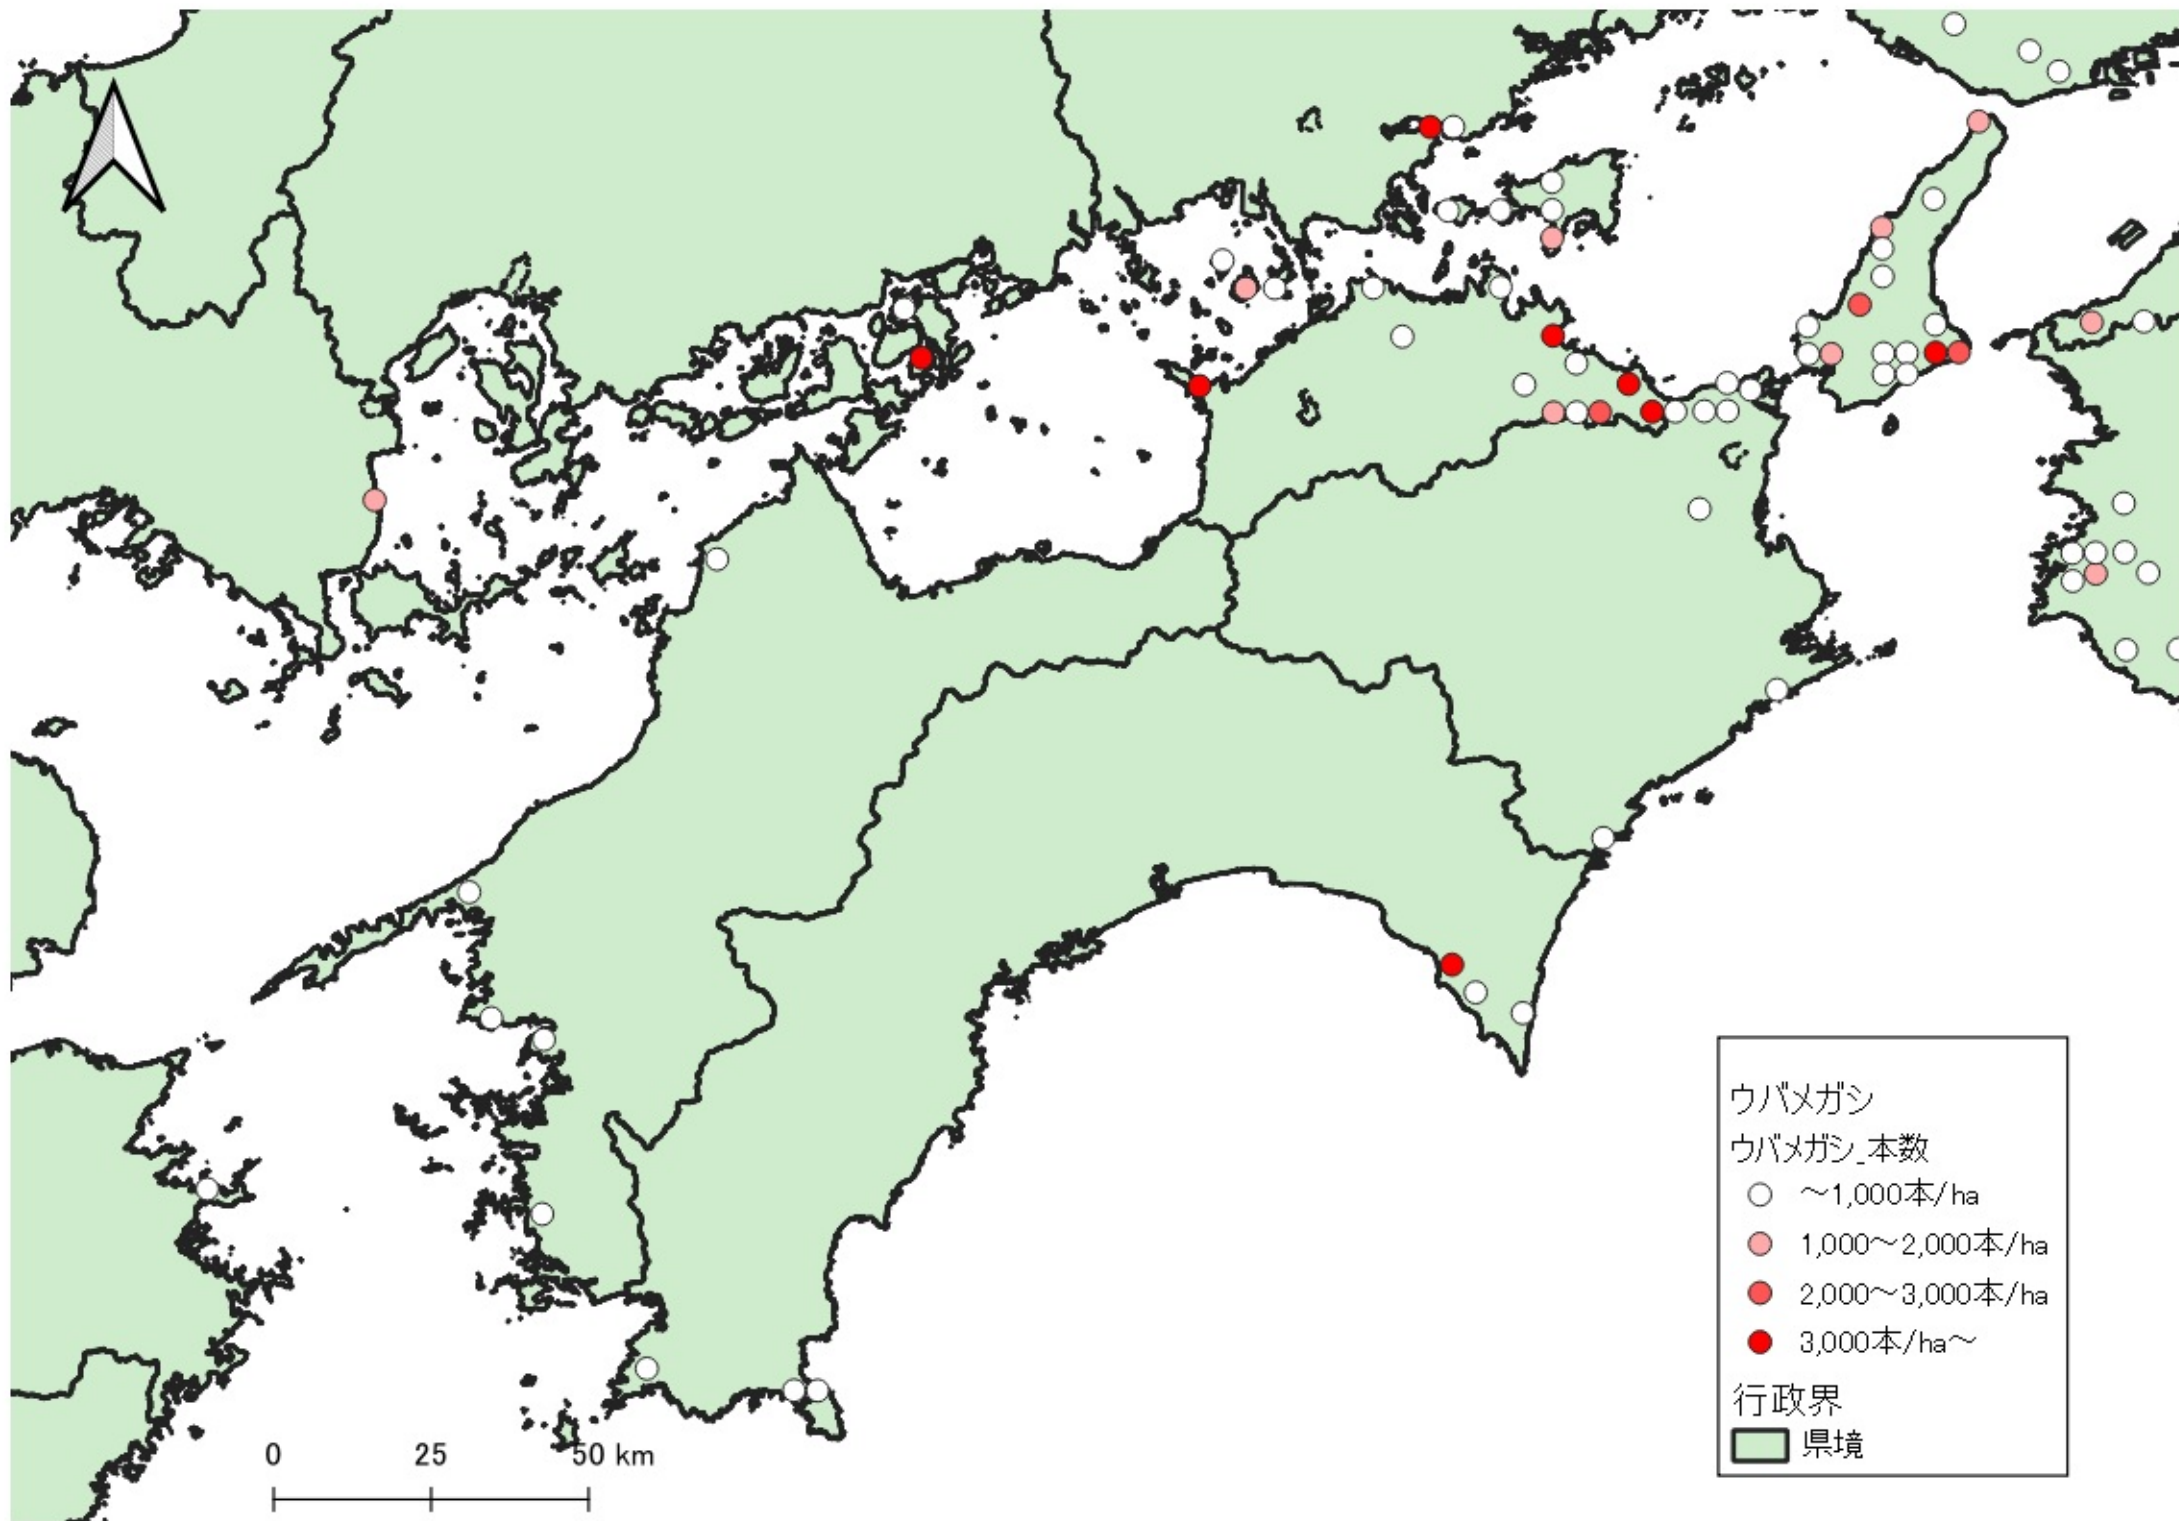 ウバメガシ
ウバメガシ_本数
～1,000本/ha
1,000～2,000本/ha
2,000～3,000本/ha
3,000本/ha～
行政界
県境
0 25 50 km